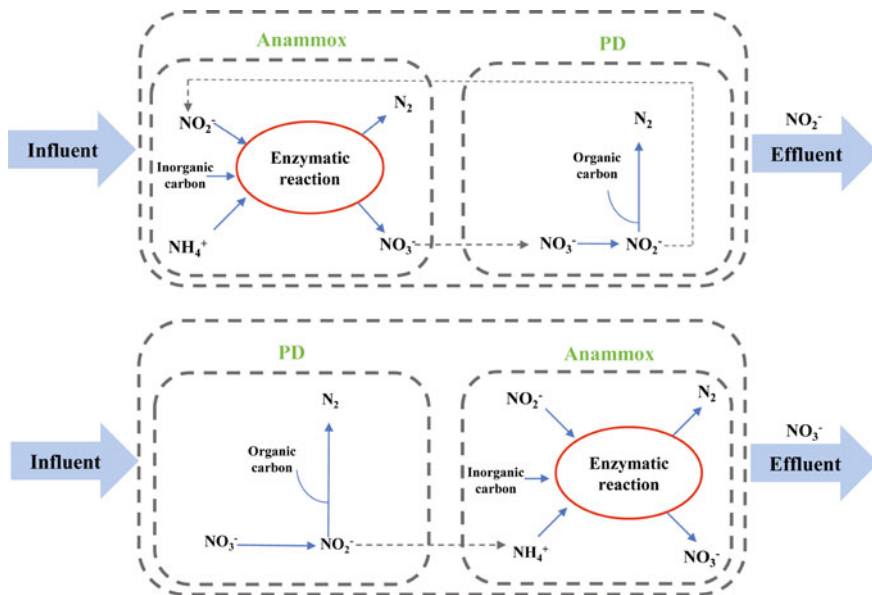 Anammox
PD
NO₂⁻
N₂
N₂
NO₂⁻
Influent
Inorganic
carbon
Enzymatic
reaction
Organic
carbon
Effluent
NH₄⁺
NO₃⁻
NO₃⁻
NO₂⁻
PD
Anammox
N₂
NO₂⁻
N₂
NO₃⁻
Influent
Organic
carbon
Inorganic
carbon
Enzymatic
reaction
Effluent
NO₃⁻
NO₂⁻
NH₄⁺
NO₃⁻